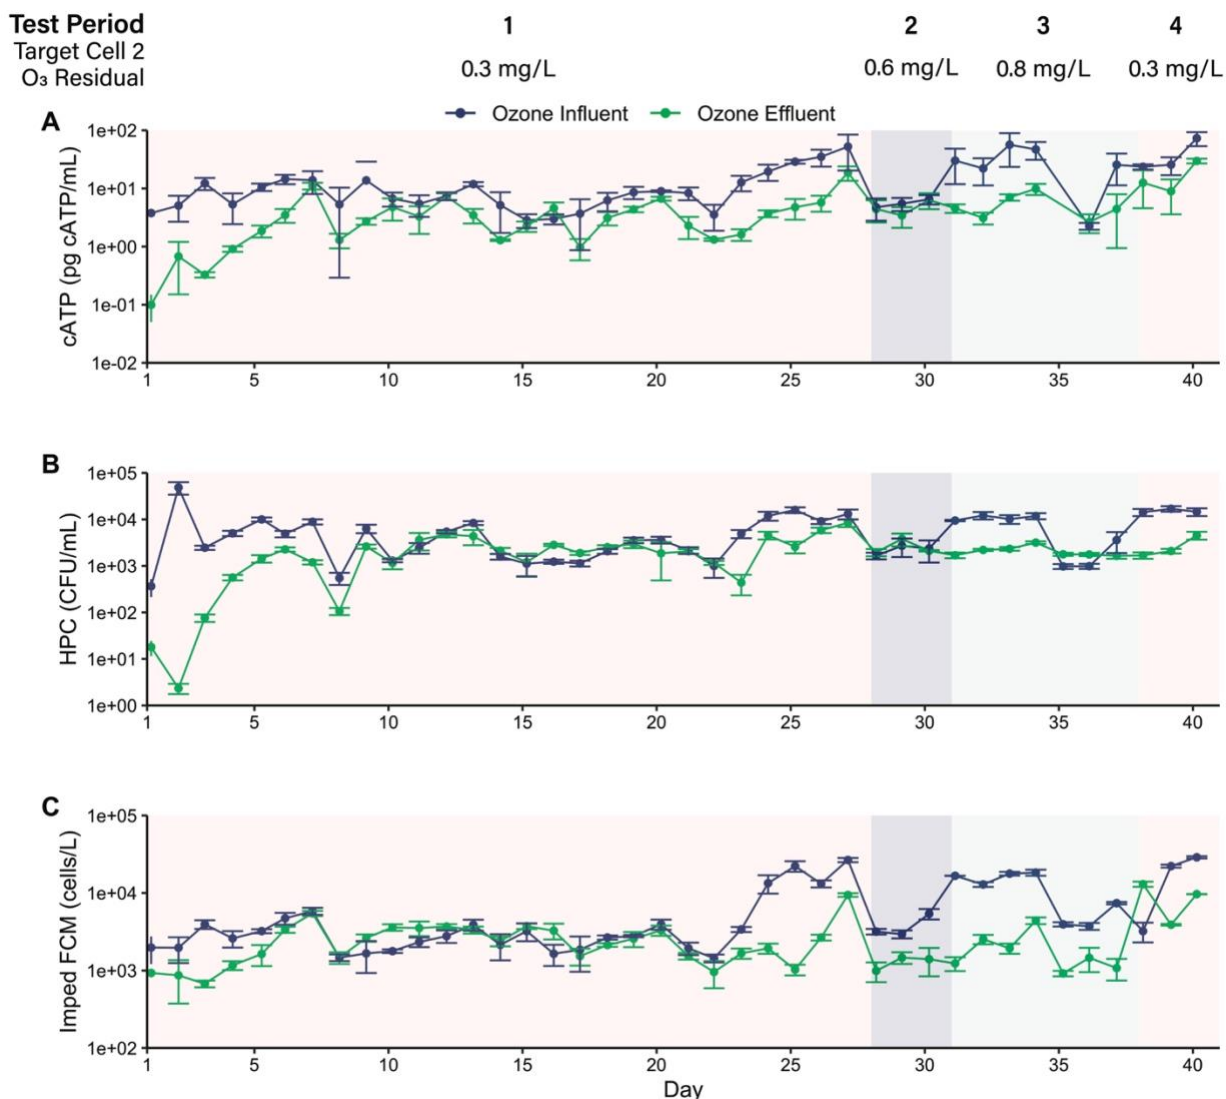 Test Period 1 2 3 4
Target Cell 2
O₃ Residual 0.3 mg/L 0.6 mg/L 0.8 mg/L 0.3 mg/L
Ozone Influent Ozone Effluent
A
cATP (pg cATP/mL)
1e+02
1e+01
1e+00
1e-01
1e-02
1 5 10 15 20 25 30 35 40
B
HPC (CFU/mL)
1e+05
1e+04
1e+03
1e+02
1e+01
1e+00
1 5 10 15 20 25 30 35 40
C
Imped FCM (cells/L)
1e+05
1e+04
1e+03
1e+02
1 5 10 15 20 25 30 35 40
Day